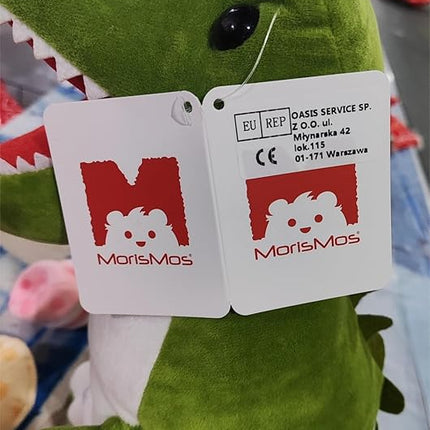 MorisMos®
EU REP
OASIS SERVICE SP.
Z O.O. ul.
Młynarska 42
lok.115
01-171 Warszawa
CE
MorisMos®